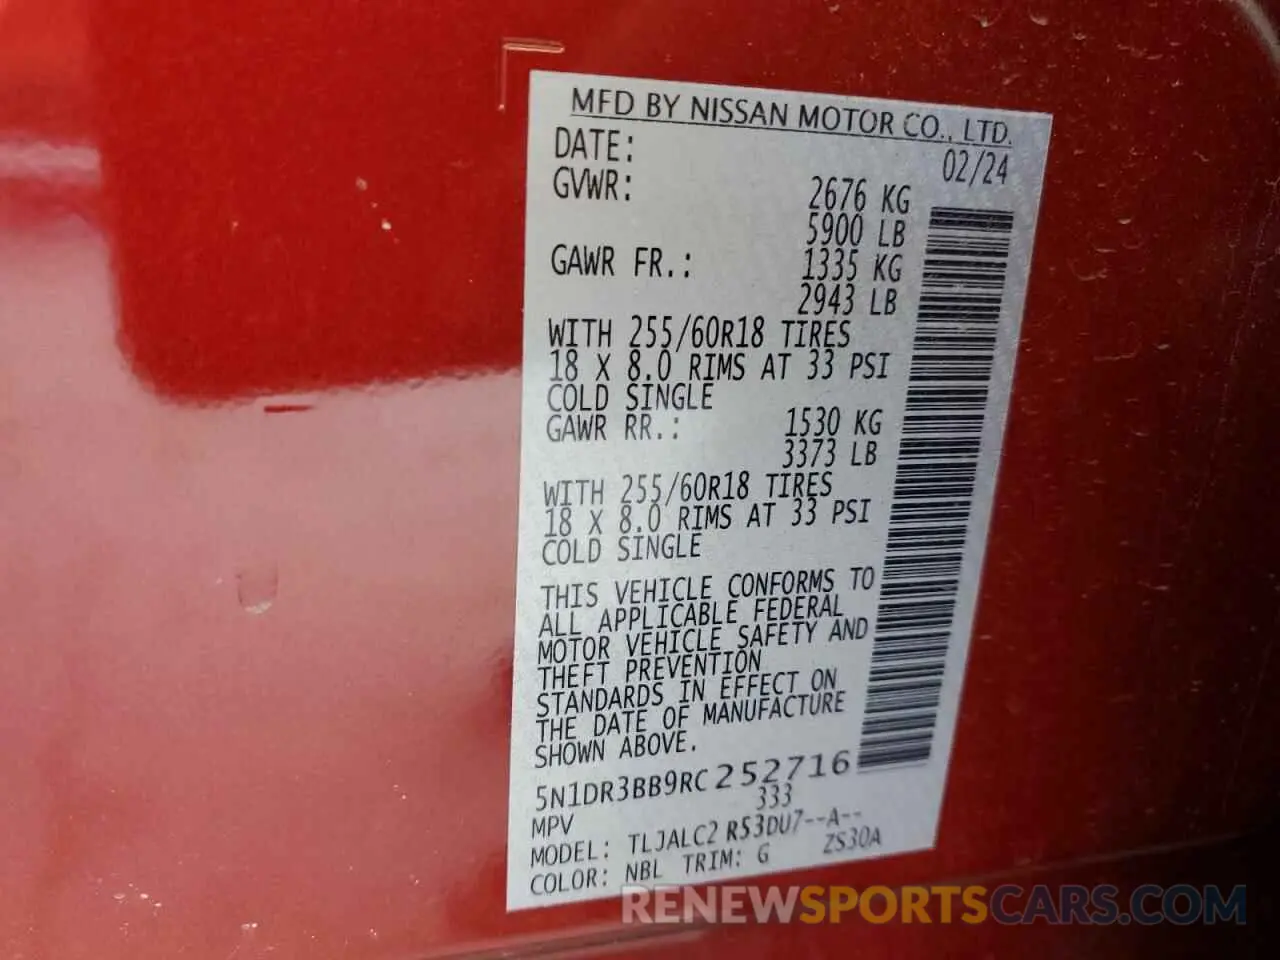 MFD BY NISSAN MOTOR CO., LTD.
DATE: 02/24
GVWR: 2676 KG
5900 LB
GAWR FR.: 1335 KG
2943 LB
WITH 255/60R18 TIRES
18 X 8.0 RIMS AT 33 PSI
COLD SINGLE
GAWR RR.: 1530 KG
3373 LB
WITH 255/60R18 TIRES
18 X 8.0 RIMS AT 33 PSI
COLD SINGLE
THIS VEHICLE CONFORMS TO
ALL APPLICABLE FEDERAL
MOTOR VEHICLE SAFETY AND
THEFT PREVENTION
STANDARDS IN EFFECT ON
THE DATE OF MANUFACTURE
SHOWN ABOVE.
5N1DR3BB9RC252716
MPV 333
MODEL: TLJALC2 R53DU7--A--
COLOR: NBL TRIM: G ZS30A
RENEWSPORTSCARS.COM